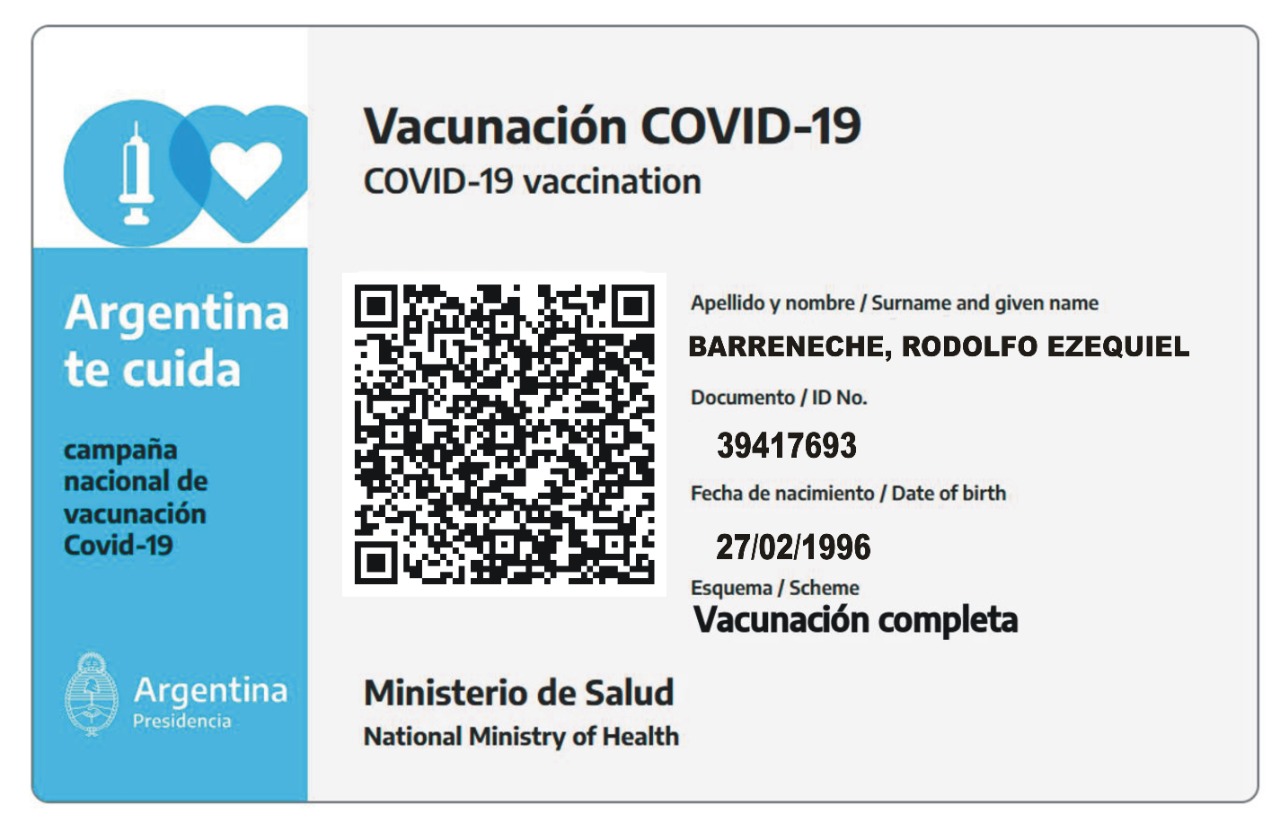 Vacunación COVID-19
COVID-19 vaccination
Argentina
te cuida
campaña
nacional de
vacunación
Covid-19
Argentina
Presidencia
Apellido y nombre / Surname and given name
BARRENECHE, RODOLFO EZEQUIEL
Documento / ID No.
39417693
Fecha de nacimiento / Date of birth
27/02/1996
Esquema / Scheme
Vacunación completa
Ministerio de Salud
National Ministry of Health